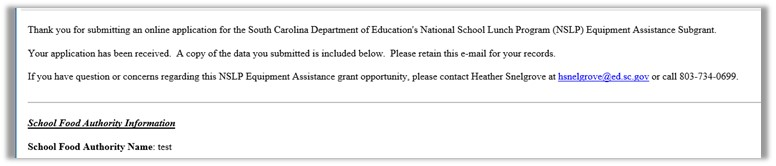 Thank you for submitting an online application for the South Carolina Department of Education's National School Lunch Program (NSLP) Equipment Assistance Subgrant.
Your application has been received.  A copy of the data you submitted is included below.  Please retain this e-mail for your records.
If you have question or concerns regarding this NSLP Equipment Assistance grant opportunity, please contact Heather Snelgrove at hsnelgrove@ed.sc.gov or call 803-734-0699.
School Food Authority Information
School Food Authority Name: test